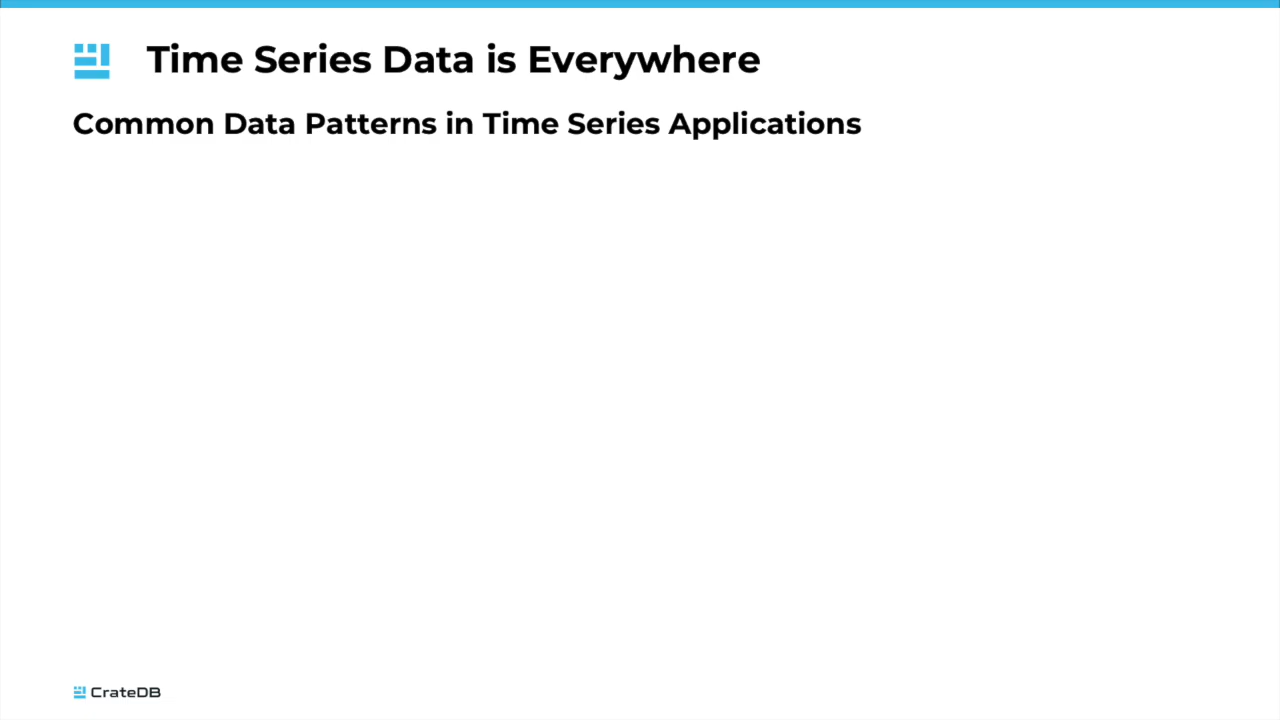 Time Series Data is Everywhere
Common Data Patterns in Time Series Applications
CrateDB